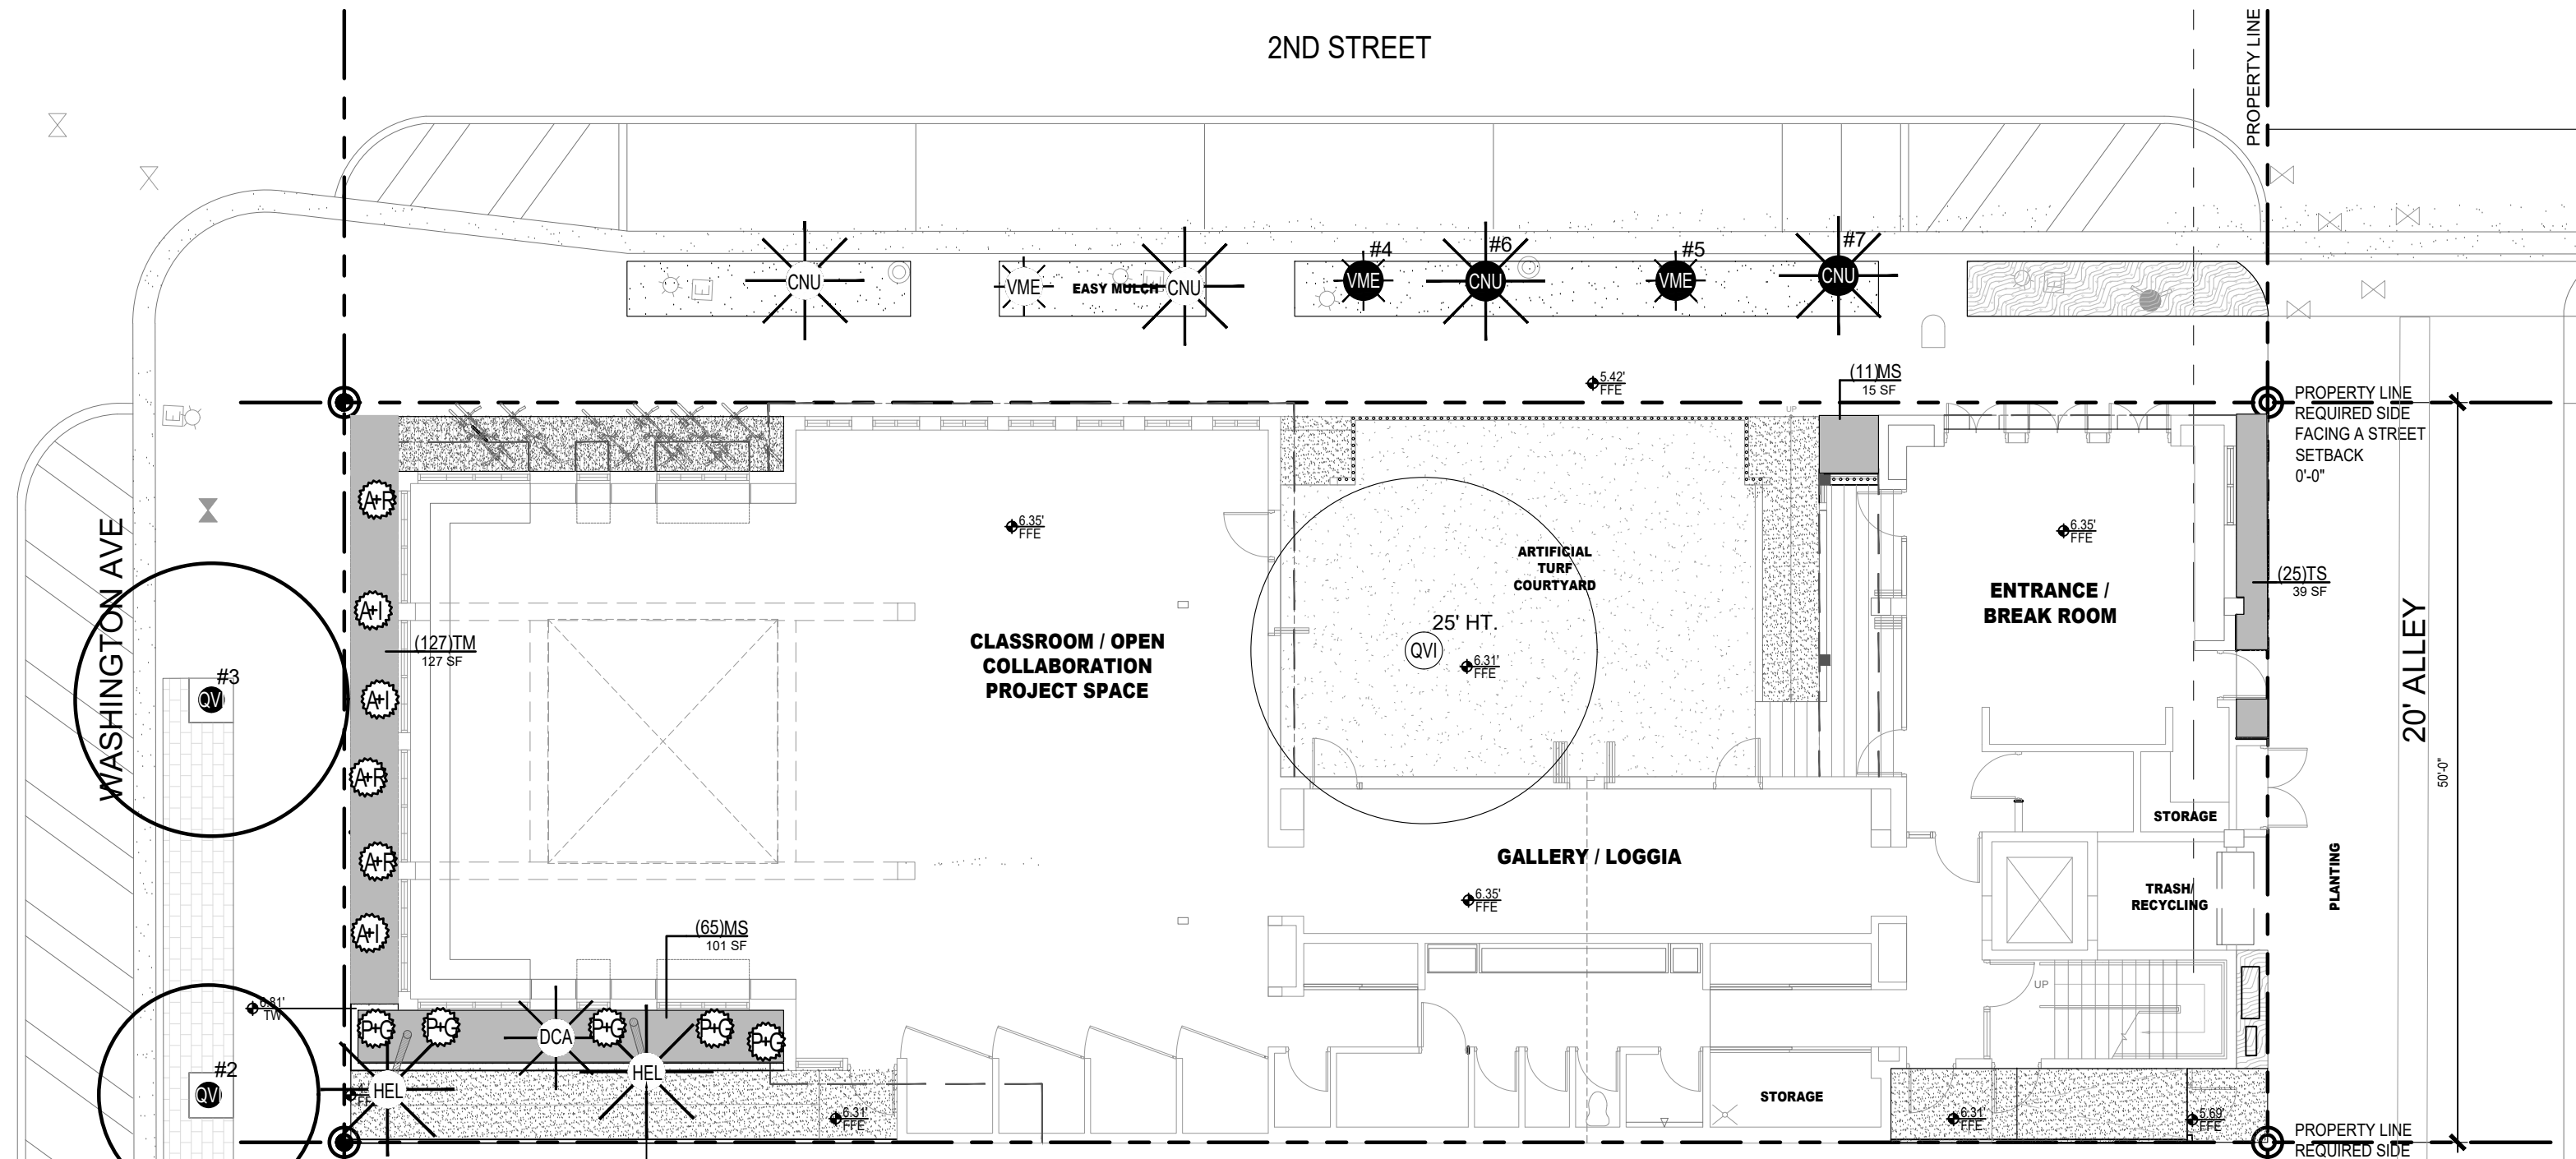 2ND STREET
PROPERTY LINE
#4
#6
#5
#7
CNU
VME
EASY MULCH
CNU
VME
CNU
VME
CNU
E
E
E
E
5.42'
FFE
(11)MS
15 SF
UP
PROPERTY LINE
REQUIRED SIDE
FACING A STREET
SETBACK
0'-0"
WASHINGTON AVE
A+R
A+I
A+I
A+R
A+R
A+I
(127)TM
127 SF
#3
QVI
6.35'
FFE
CLASSROOM / OPEN
COLLABORATION
PROJECT SPACE
ARTIFICIAL
TURF
COURTYARD
25' HT.
QVI
6.31'
FFE
6.35'
FFE
ENTRANCE /
BREAK ROOM
(25)TS
39 SF
20' ALLEY
50'-0"
STORAGE
GALLERY / LOGGIA
6.35'
FFE
TRASH/
RECYCLING
PLANTING
(65)MS
101 SF
UP
6.81'
TW
P+G
P+G
DCA
P+G
P+G
P+G
#2
QVI
HEL
HEL
6.31'
FFE
STORAGE
6.31'
FFE
5.69'
FFE
PROPERTY LINE
REQUIRED SIDE